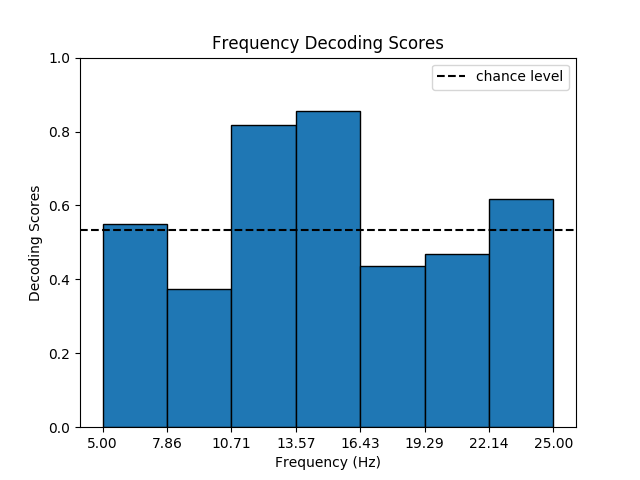 Frequency Decoding Scores
chance level
Decoding Scores
1.0
0.8
0.6
0.4
0.2
0.0
5.00 7.86 10.71 13.57 16.43 19.29 22.14 25.00
Frequency (Hz)